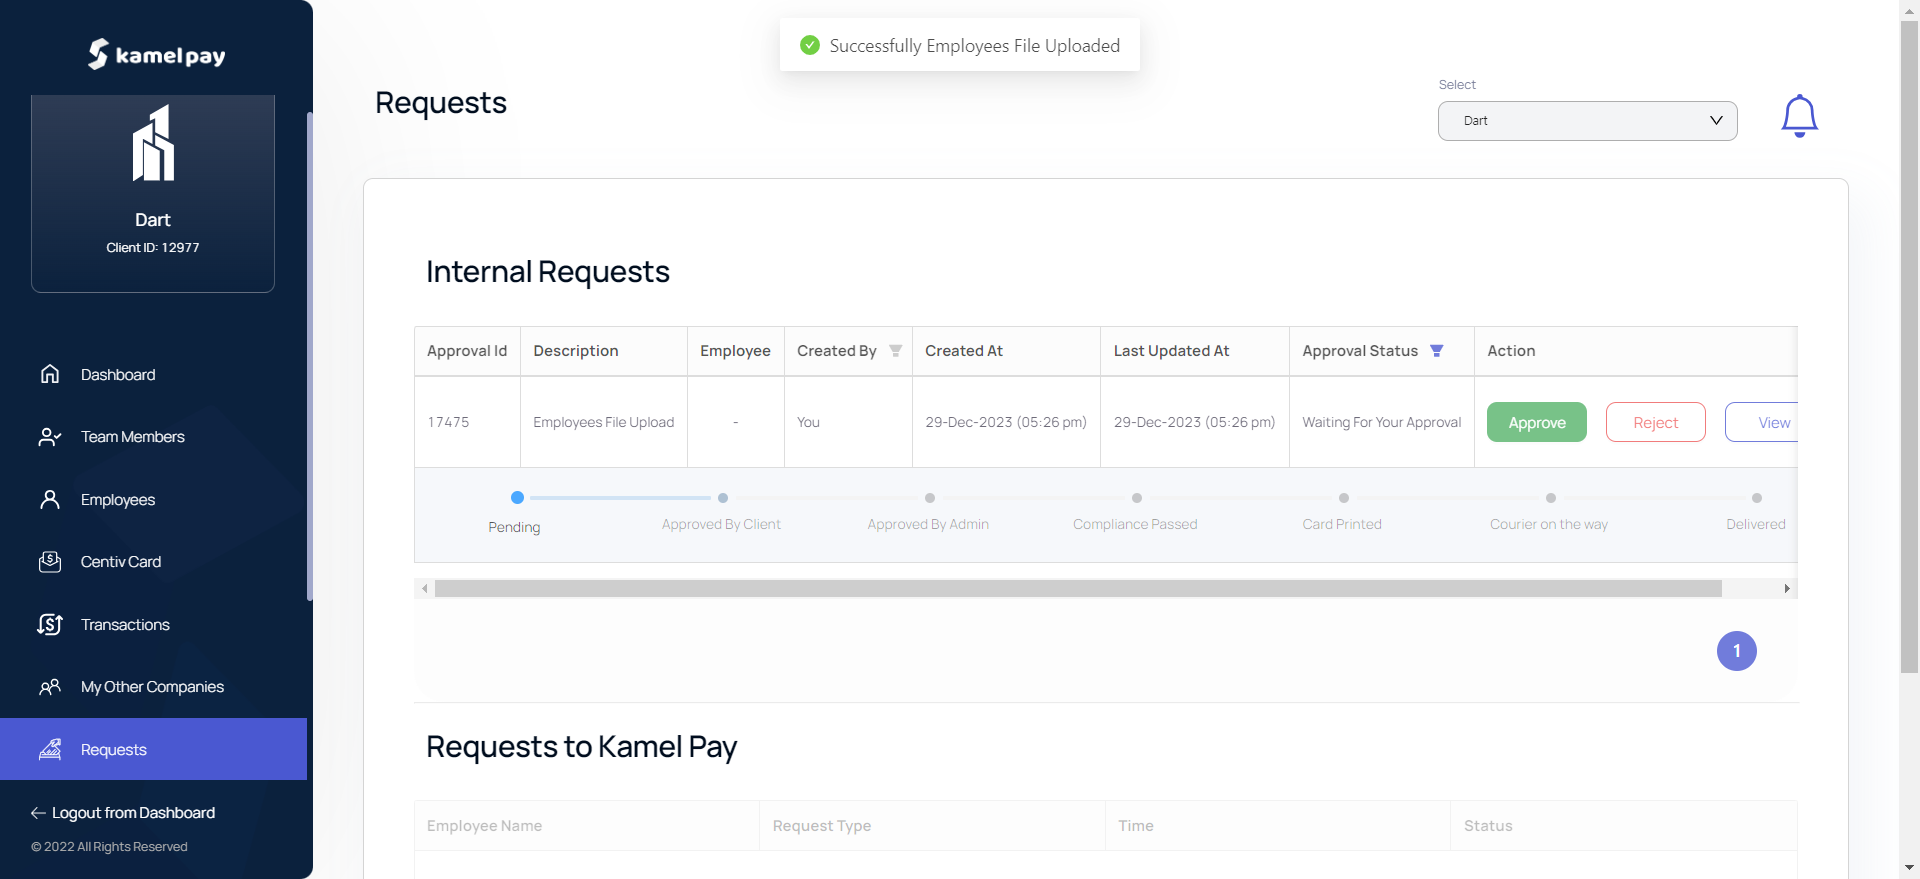 kamelpay
Dart
Client ID: 12977
Dashboard
Team Members
Employees
Centiv Card
Transactions
My Other Companies
Requests
Logout from Dashboard
© 2022 All Rights Reserved
Successfully Employees File Uploaded
Requests
Select
Dart
Internal Requests
Approval Id Description Employee Created By Created At Last Updated At Approval Status Action
17475 Employees File Upload - You 29-Dec-2023 (05:26 pm) 29-Dec-2023 (05:26 pm) Waiting For Your Approval Approve Reject View
Pending Approved By Client Approved By Admin Compliance Passed Card Printed Courier on the way Delivered
1
Requests to Kamel Pay
Employee Name Request Type Time Status